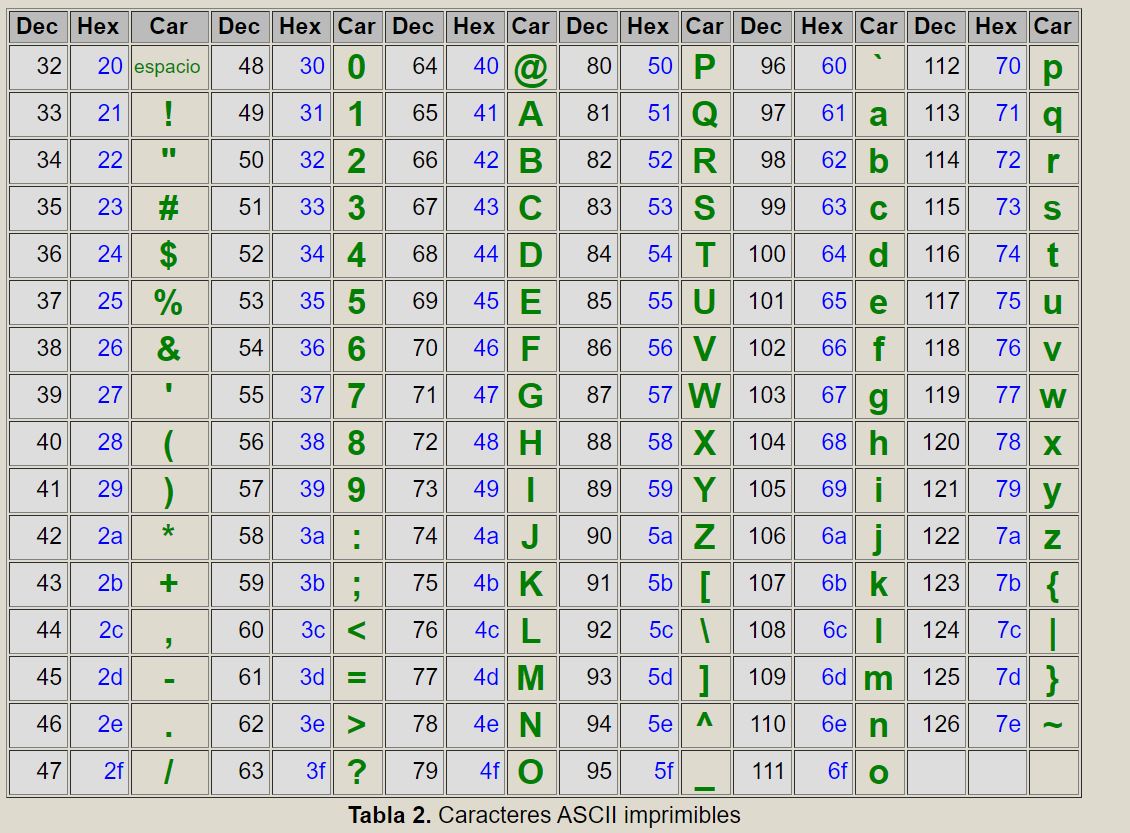 Dec Hex Car Dec Hex Car Dec Hex Car Dec Hex Car Dec Hex Car Dec Hex Car
32 20 espacio 48 30 0 64 40 @ 80 50 P 96 60 ` 112 70 p
33 21 ! 49 31 1 65 41 A 81 51 Q 97 61 a 113 71 q
34 22 " 50 32 2 66 42 B 82 52 R 98 62 b 114 72 r
35 23 # 51 33 3 67 43 C 83 53 S 99 63 c 115 73 s
36 24 $ 52 34 4 68 44 D 84 54 T 100 64 d 116 74 t
37 25 % 53 35 5 69 45 E 85 55 U 101 65 e 117 75 u
38 26 & 54 36 6 70 46 F 86 56 V 102 66 f 118 76 v
39 27 ' 55 37 7 71 47 G 87 57 W 103 67 g 119 77 w
40 28 ( 56 38 8 72 48 H 88 58 X 104 68 h 120 78 x
41 29 ) 57 39 9 73 49 I 89 59 Y 105 69 i 121 79 y
42 2a * 58 3a : 74 4a J 90 5a Z 106 6a j 122 7a z
43 2b + 59 3b ; 75 4b K 91 5b [ 107 6b k 123 7b {
44 2c , 60 3c < 76 4c L 92 5c \ 108 6c l 124 7c |
45 2d - 61 3d = 77 4d M 93 5d ] 109 6d m 125 7d }
46 2e . 62 3e > 78 4e N 94 5e ^ 110 6e n 126 7e ~
47 2f / 63 3f ? 79 4f O 95 5f _ 111 6f o
Tabla 2. Caracteres ASCII imprimibles